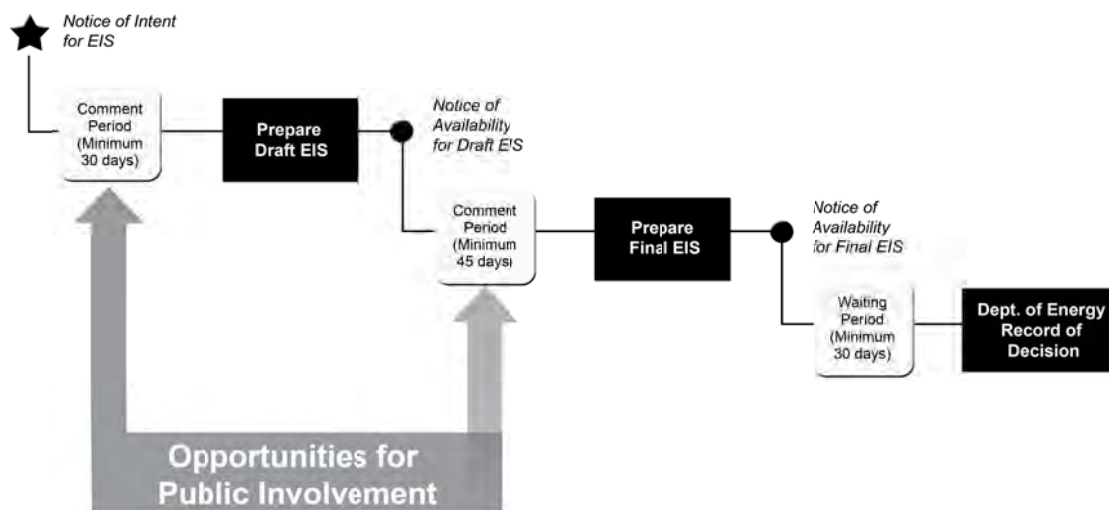 Notice of Intent
for EIS
Comment
Period
(Minimum
30 days)
Prepare
Draft EIS
Notice of
Availability
for Draft EIS
Comment
Period
(Minimum
45 days)
Prepare
Final EIS
Notice of
Availability
for Final EIS
Waiting
Period
(Minimum
30 days)
Dept. of Energy
Record of
Decision
Opportunities for
Public Involvement